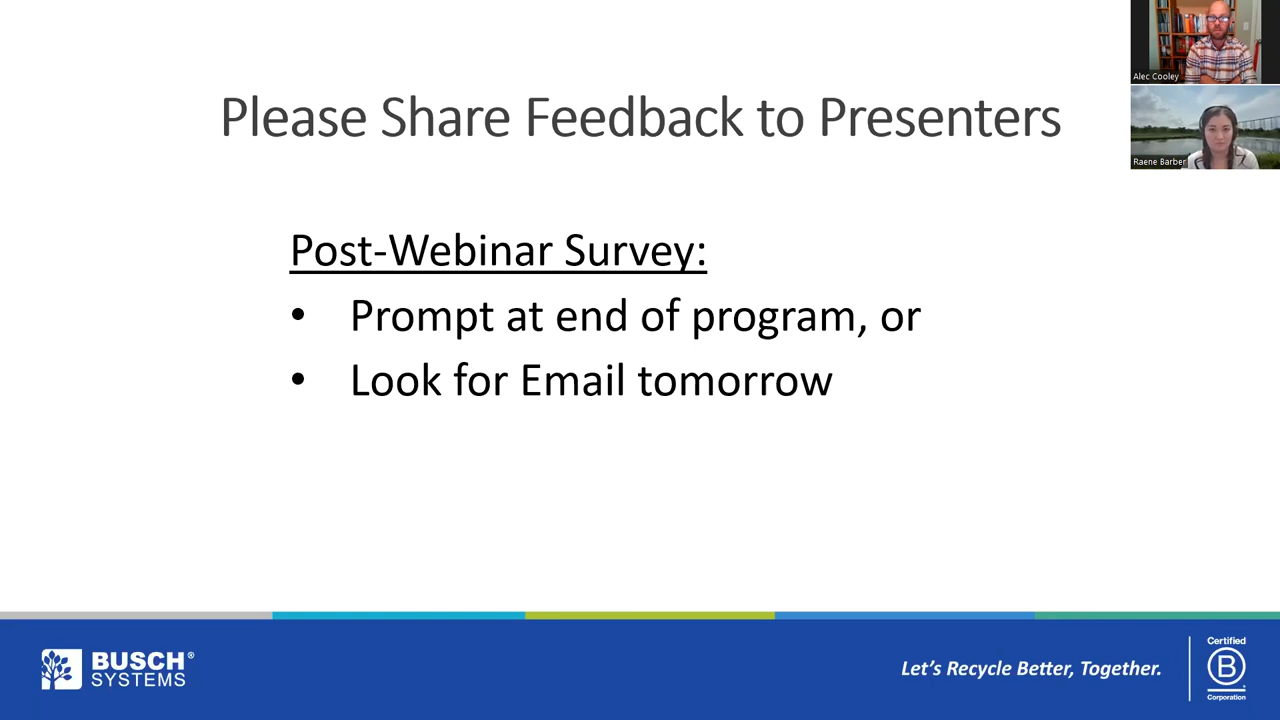 Please Share Feedback to Presenters
Alec Cooley
Raene Barber
Post-Webinar Survey:
• Prompt at end of program, or
• Look for Email tomorrow
BUSCH®
SYSTEMS
Let's Recycle Better, Together.
Certified
B
Corporation